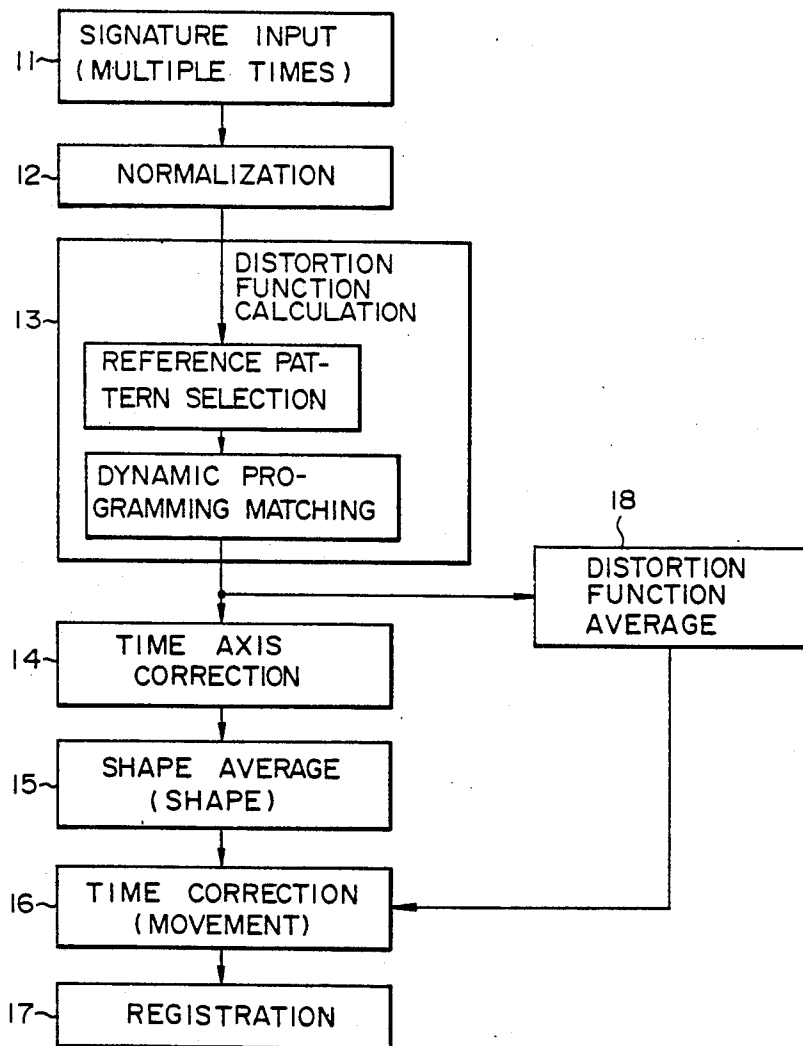 SIGNATURE INPUT
(MULTIPLE TIMES)
11
NORMALIZATION
12
DISTORTION
FUNCTION
CALCULATION
13
REFERENCE PAT-
TERN SELECTION
DYNAMIC PRO-
GRAMMING MATCHING
18
DISTORTION
FUNCTION
AVERAGE
TIME AXIS
CORRECTION
14
SHAPE AVERAGE
(SHAPE)
15
TIME CORRECTION
(MOVEMENT)
16
REGISTRATION
17